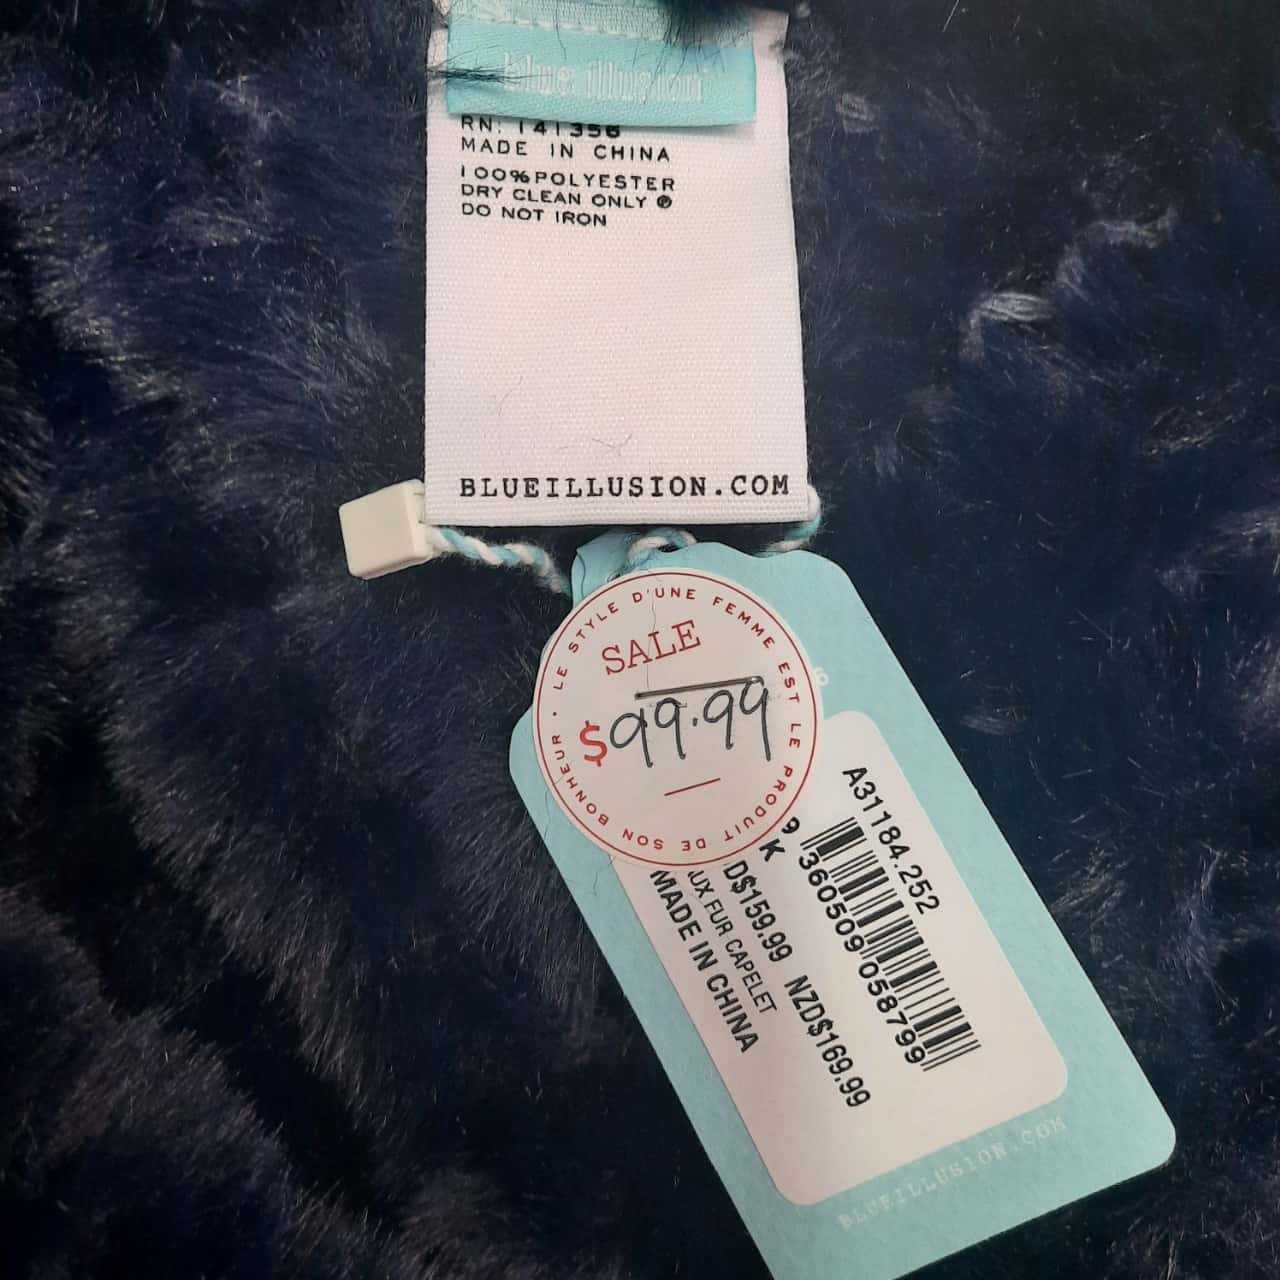 blue illusion
RN: 141356
MADE IN CHINA
100% POLYESTER
DRY CLEAN ONLY Ⓟ
DO NOT IRON
BLUEILLUSION.COM
LE STYLE D'UNE FEMME EST LE PRODUIT DE SON BONHEUR •
SALE
$99.99
6
A31184.252
9 360509 058799
K
D$159.99 NZD$169.99
UX FUR CAPELET
MADE IN CHINA
BLUEILLUSION.COM